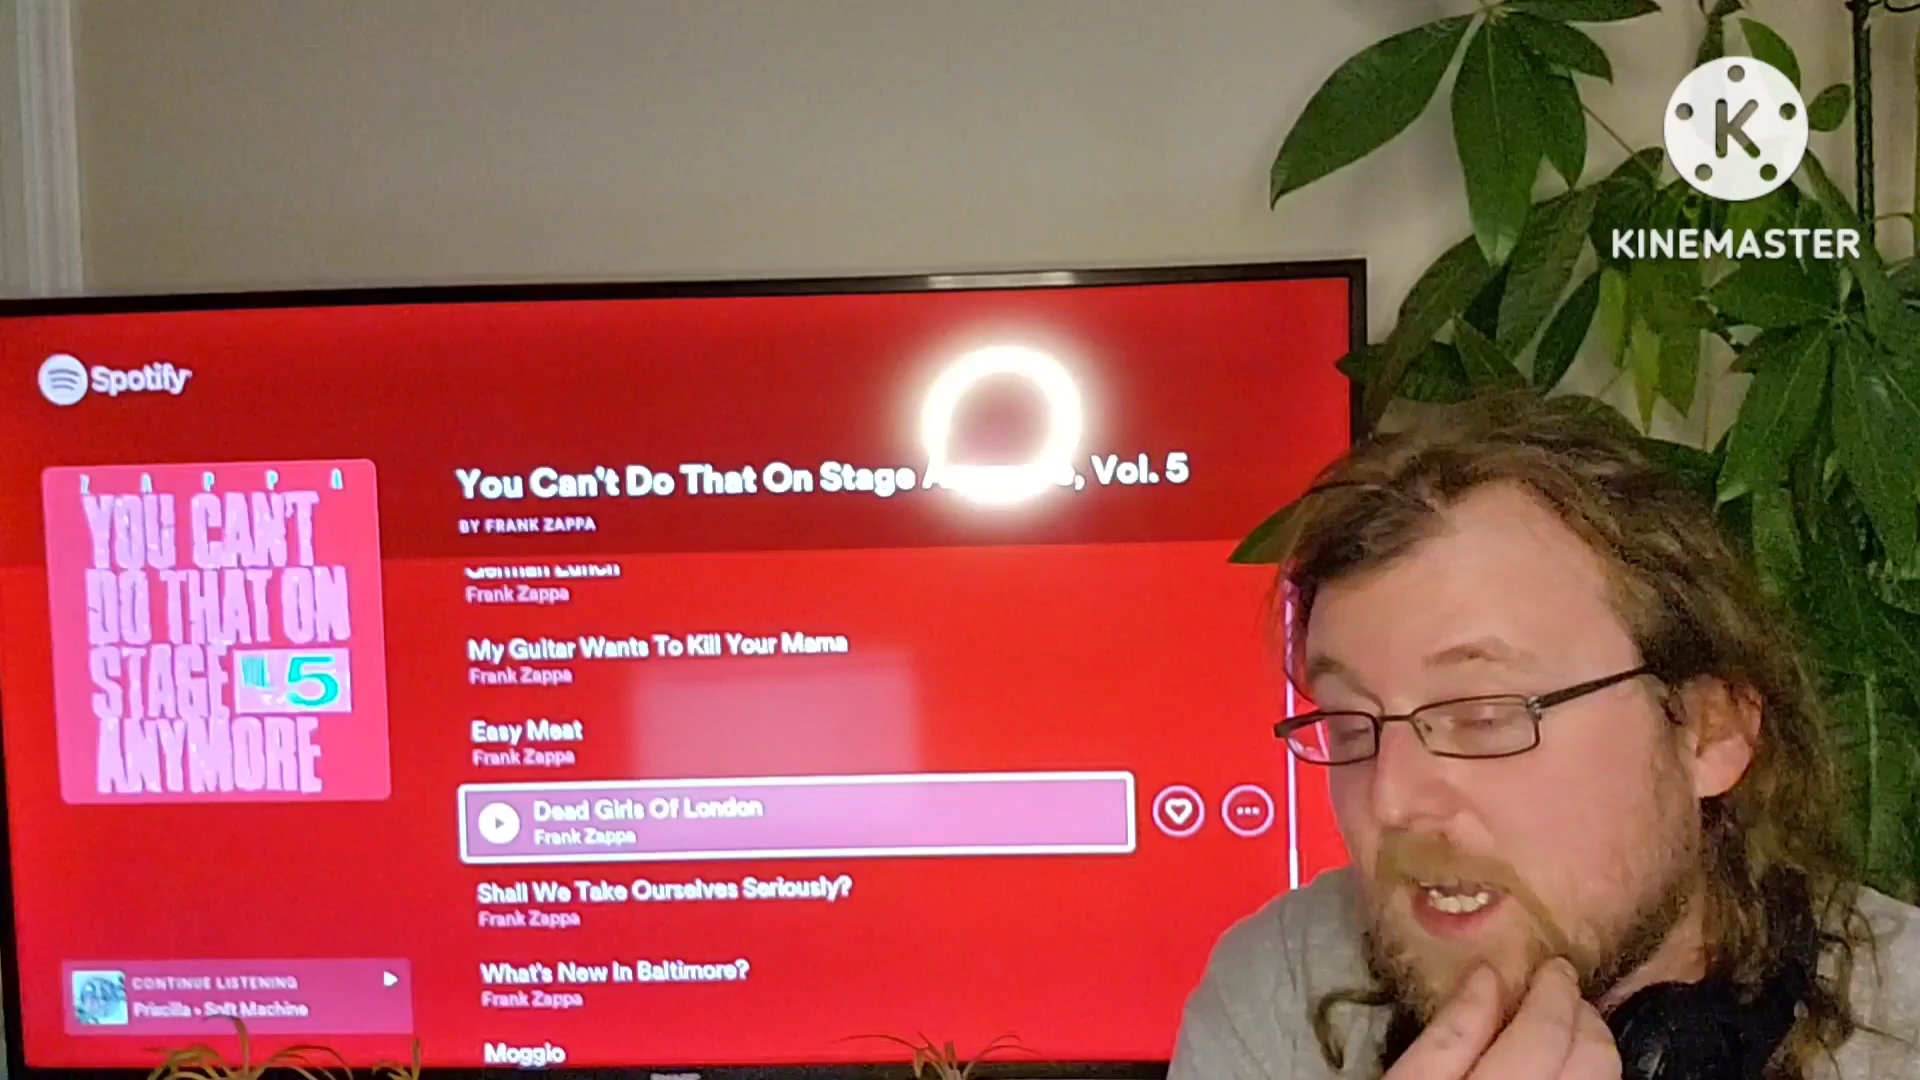 K
KINEMASTER
Spotify
You Can't Do That On Stage , Vol. 5
BY FRANK ZAPPA
ZAPPA
YOU CAN'T
DO THAT ON
STAGE VOL. 5
ANYMORE
German Lunch
Frank Zappa
My Guitar Wants To Kill Your Mama
Frank Zappa
Easy Meat
Frank Zappa
Dead Girls Of London
Frank Zappa
Shall We Take Ourselves Seriously?
Frank Zappa
What's New In Baltimore?
Frank Zappa
Moggio
CONTINUE LISTENING
Priscilla • Soft Machine